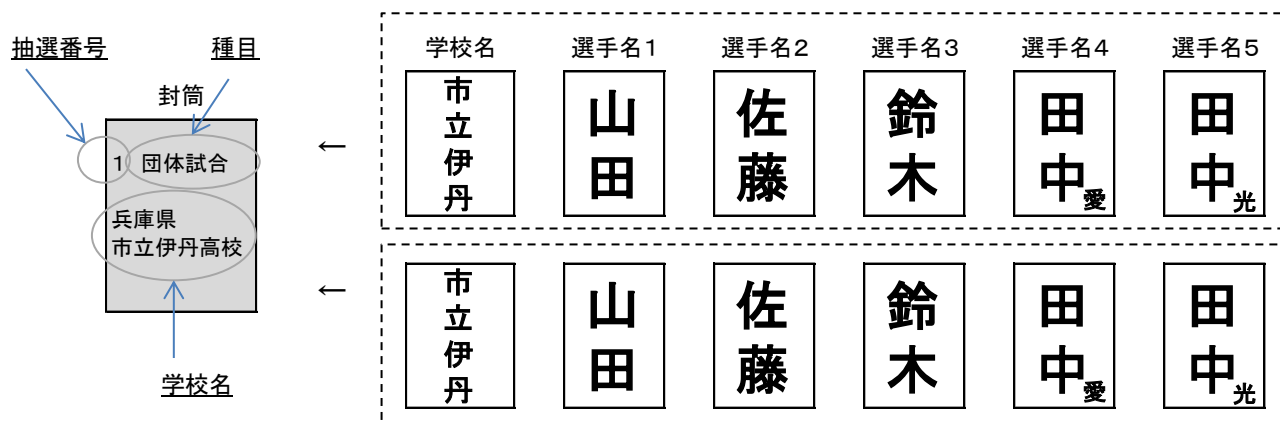 抽選番号
種目
封筒
1 団体試合
兵庫県
市立伊丹高校
学校名
←
←
学校名 選手名1 選手名2 選手名3 選手名4 選手名5
市立伊丹 山田 佐藤 鈴木 田中愛 田中光
市立伊丹 山田 佐藤 鈴木 田中愛 田中光